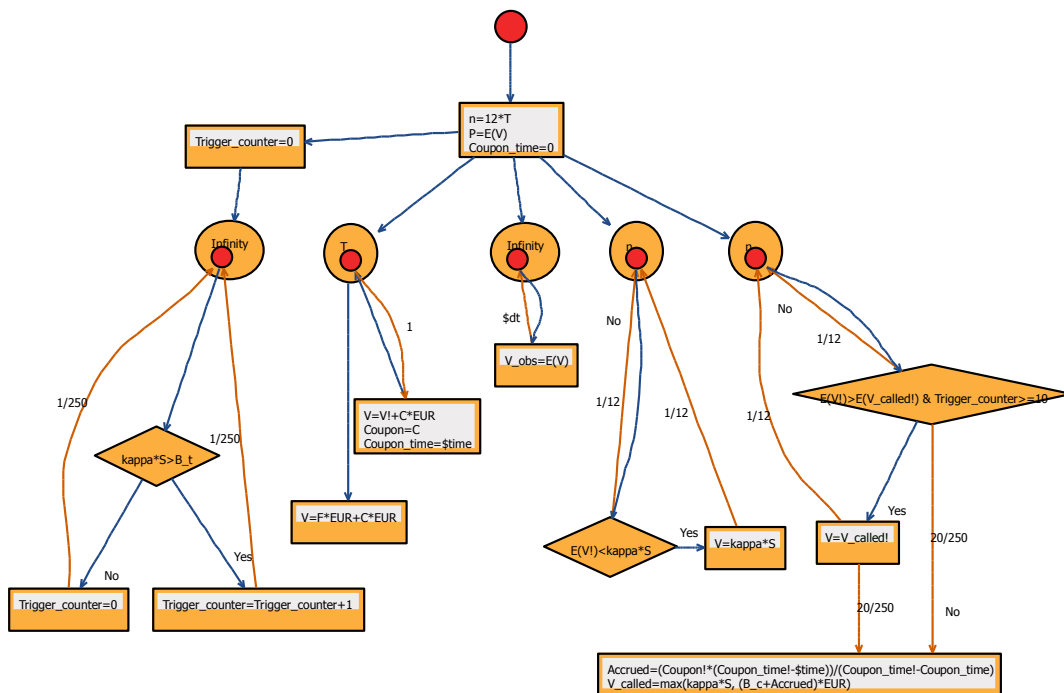 n=12*T
P=E(V)
Coupon_time=0
Trigger_counter=0
Infinity
T
Infinity
n
n
$dt
1
No
No
1/12
V_obs=E(V)
E(V!)>E(V_called!) & Trigger_counter>=10
1/250
V=V!+C*EUR
Coupon=C
Coupon_time=$time
1/12
1/12
1/12
1/250
kappa*S>B_t
V=F*EUR+C*EUR
Yes
V=V_called!
E(V!)<kappa*S
Yes
V=kappa*S
20/250
No
Yes
Trigger_counter=0
Trigger_counter=Trigger_counter+1
20/250
No
Accrued=(Coupon!*(Coupon_time!-$time))/(Coupon_time!-Coupon_time)
V_called=max(kappa*S, (B_c+Accrued)*EUR)